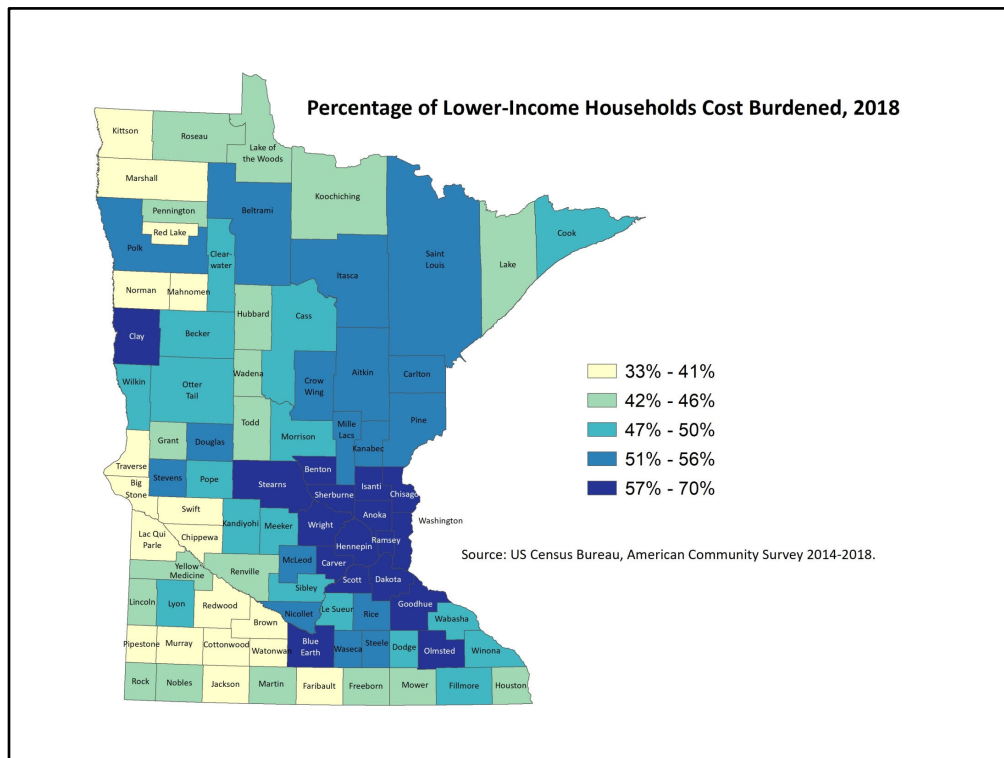 Percentage of Lower-Income Households Cost Burdened, 2018
Kittson
Roseau
Lake of
the Woods
Marshall
Koochiching
Pennington
Beltrami
Red Lake
Polk
Clear-
water
Saint
Louis
Cook
Lake
Itasca
Norman
Mahnomen
Hubbard
Cass
Clay
Becker
Wadena
Crow
Wing
Aitkin
Carlton
Wilkin
Otter
Tail
Pine
Todd
Mille
Lacs
Morrison
Kanabec
Grant
Douglas
Traverse
Stevens
Pope
Big
Stone
Stearns
Benton
Isanti
Sherburne
Chisago
Swift
Kandiyohi
Meeker
Wright
Anoka
Washington
Lac Qui
Parle
Chippewa
Hennepin
Ramsey
Yellow
Medicine
Renville
McLeod
Carver
Scott
Dakota
Sibley
Lincoln
Lyon
Redwood
Nicollet
Le Sueur
Rice
Goodhue
Wabasha
Brown
Pipestone
Murray
Cottonwood
Watonwan
Blue
Earth
Waseca
Steele
Dodge
Olmsted
Winona
Rock
Nobles
Jackson
Martin
Faribault
Freeborn
Mower
Fillmore
Houston
33% - 41%
42% - 46%
47% - 50%
51% - 56%
57% - 70%
Source: US Census Bureau, American Community Survey 2014-2018.